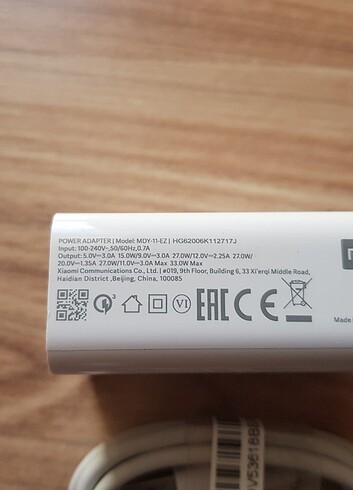 POWER ADAPTER | Model: MDY-11-EZ | HG62006K112717J
Input: 100-240V~,50/60Hz,0.7A
Output: 5.0V⎓3.0A 15.0W/9.0V⎓3.0A 27.0W/12.0V⎓2.25A 27.0W/
20.0V⎓1.35A 27.0W/11.0V⎓3.0A Max 33.0W Max
Xiaomi Communications Co., Ltd. | #019, 9th Floor, Building 6, 33 Xi'erqi Middle Road,
Haidian District ,Beijing, China, 100085
3 VI EAC CE
Made
V5361688